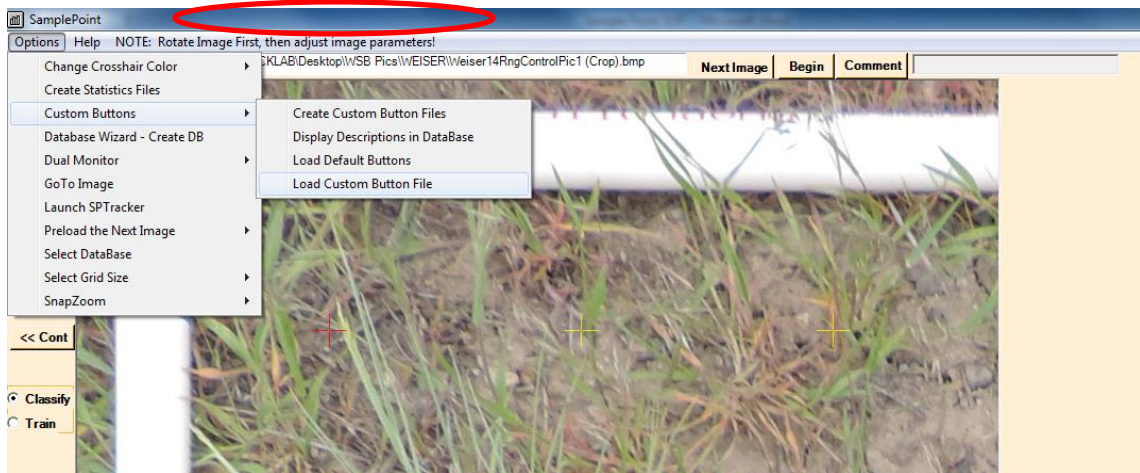 SamplePoint
Options Help NOTE: Rotate Image First, then adjust image parameters!
CKLAB\Desktop\WSB Pics\WEISER\Weiser14RngControlPic1 (Crop).bmp Next Image Begin Comment
Change Crosshair Color
Create Statistics Files
Custom Buttons
Database Wizard - Create DB
Dual Monitor
GoTo Image
Launch SPTracker
Preload the Next Image
Select DataBase
Select Grid Size
SnapZoom
Create Custom Button Files
Display Descriptions in DataBase
Load Default Buttons
Load Custom Button File
<< Cont
Classify
Train